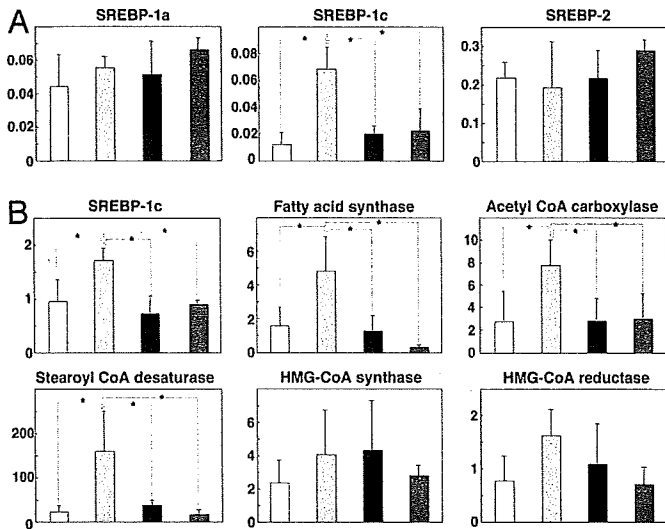 A
SREBP-1a
0.08
0.06
0.04
0.02
0
SREBP-1c
0.08
0.06
0.04
0.02
0
* * *
SREBP-2
0.3
0.2
0.1
0
B
SREBP-1c
2
1
0
* * *
Fatty acid synthase
6
4
2
0
* * *
Acetyl CoA carboxylase
10
8
6
4
2
0
* * *
Stearoyl CoA desaturase
200
100
0
* * *
HMG-CoA synthase
6
4
2
0
HMG-CoA reductase
2
1
0